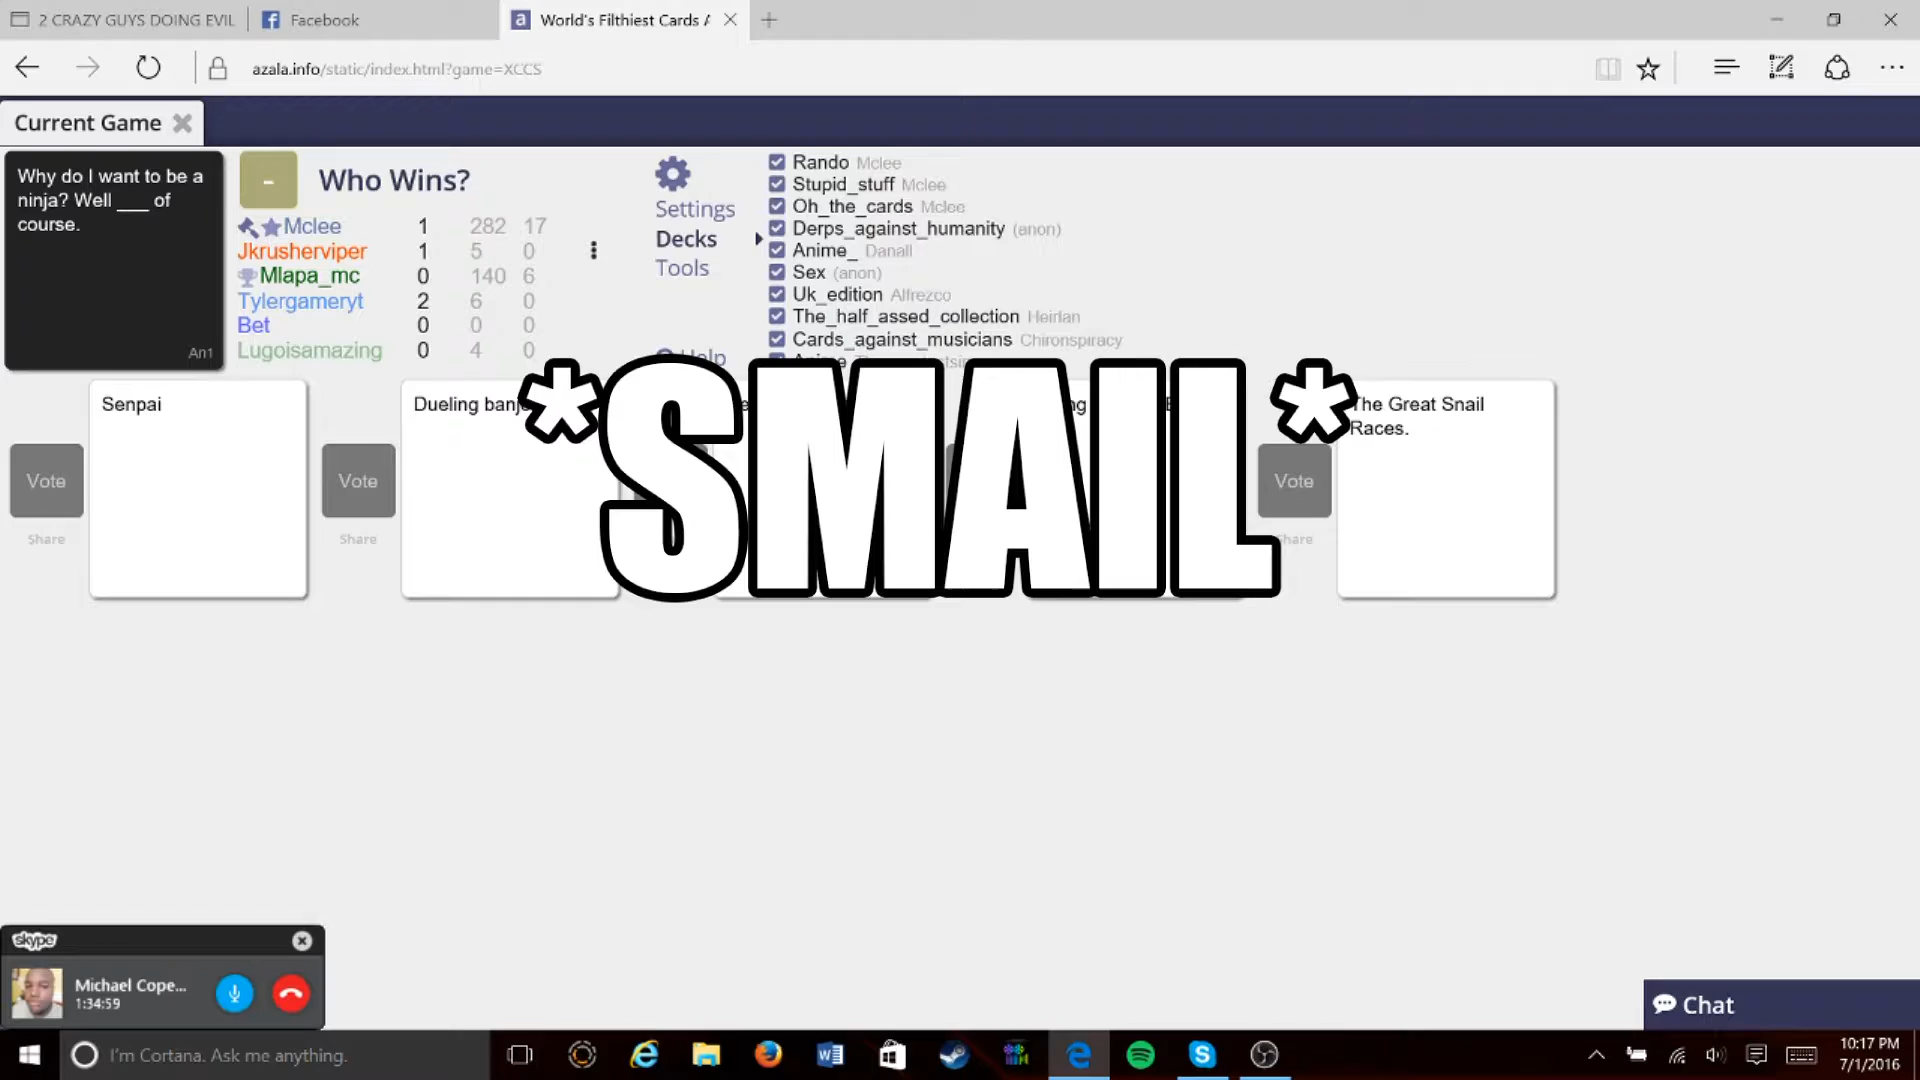 2 CRAZY GUYS DOING EVIL
Facebook
World's Filthiest Cards
azala.info/static/index.html?game=XCCS
Current Game
Why do I want to be a
ninja? Well ___ of
course.
An1
-
Who Wins?
Mclee 1 282 17
Jkrusherviper 1 5 0
Mlapa_mc 0 140 6
Tylergameryt 2 6 0
Bet 0 0 0
Lugoisamazing 0 4 0
Settings
Decks
Tools
Help
Rando Mclee
Stupid_stuff Mclee
Oh_the_cards Mclee
Derps_against_humanity (anon)
Anime_ Danall
Sex (anon)
Uk_edition Alfrezco
The_half_assed_collection Heirlan
Cards_against_musicians Chironspiracy
Anime
*SMAIL*
Vote
Share
Senpai
Vote
Share
Dueling
Vote
Share
The Great Snail
Races.
skype
Michael Cope...
1:34:59
Chat
I'm Cortana. Ask me anything.
10:17 PM
7/1/2016